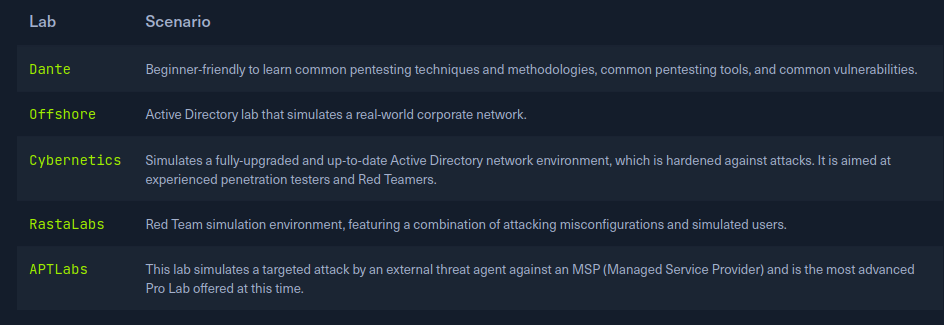 Lab Scenario
Dante Beginner-friendly to learn common pentesting techniques and methodologies, common pentesting tools, and common vulnerabilities.
Offshore Active Directory lab that simulates a real-world corporate network.
Cybernetics Simulates a fully-upgraded and up-to-date Active Directory network environment, which is hardened against attacks. It is aimed at
experienced penetration testers and Red Teamers.
RastaLabs Red Team simulation environment, featuring a combination of attacking misconfigurations and simulated users.
APTLabs This lab simulates a targeted attack by an external threat agent against an MSP (Managed Service Provider) and is the most advanced
Pro Lab offered at this time.